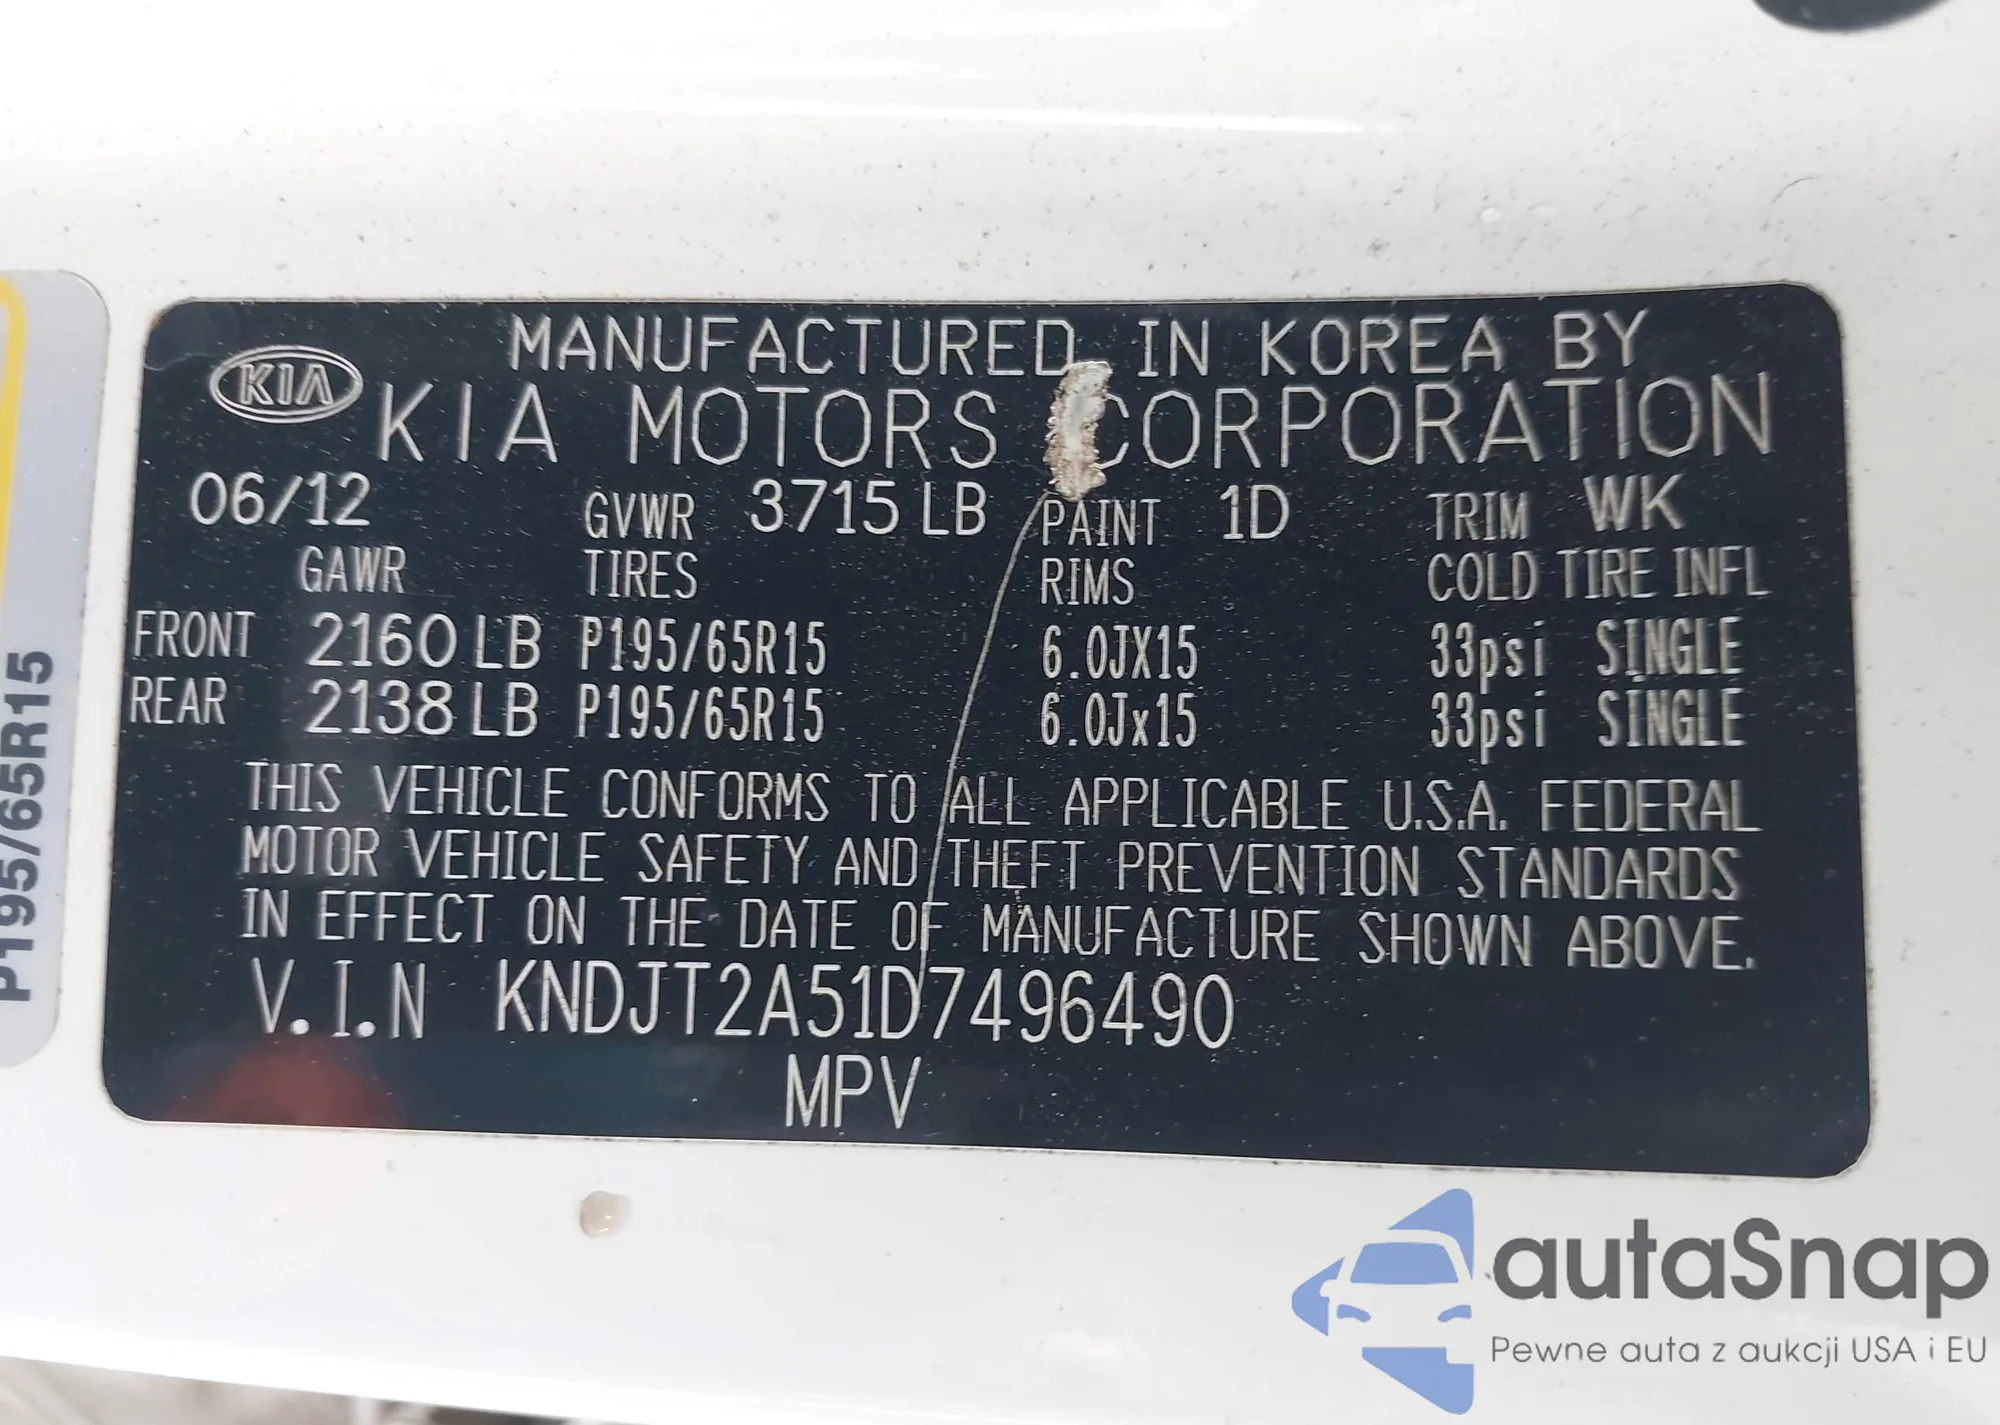 MANUFACTURED IN KOREA BY
KIA KIA MOTORS CORPORATION
06/12 GVWR 3715 LB PAINT 1D TRIM WK
GAWR TIRES RIMS COLD TIRE INFL
FRONT 2160 LB P195/65R15 6.0JX15 33psi SINGLE
REAR 2138 LB P195/65R15 6.0Jx15 33psi SINGLE
THIS VEHICLE CONFORMS TO ALL APPLICABLE U.S.A. FEDERAL
MOTOR VEHICLE SAFETY AND THEFT PREVENTION STANDARDS
IN EFFECT ON THE DATE OF MANUFACTURE SHOWN ABOVE.
V.I.N KNDJT2A51D7496490
MPV
P195/65R15
autaSnap
Pewne auta z aukcji USA i EU